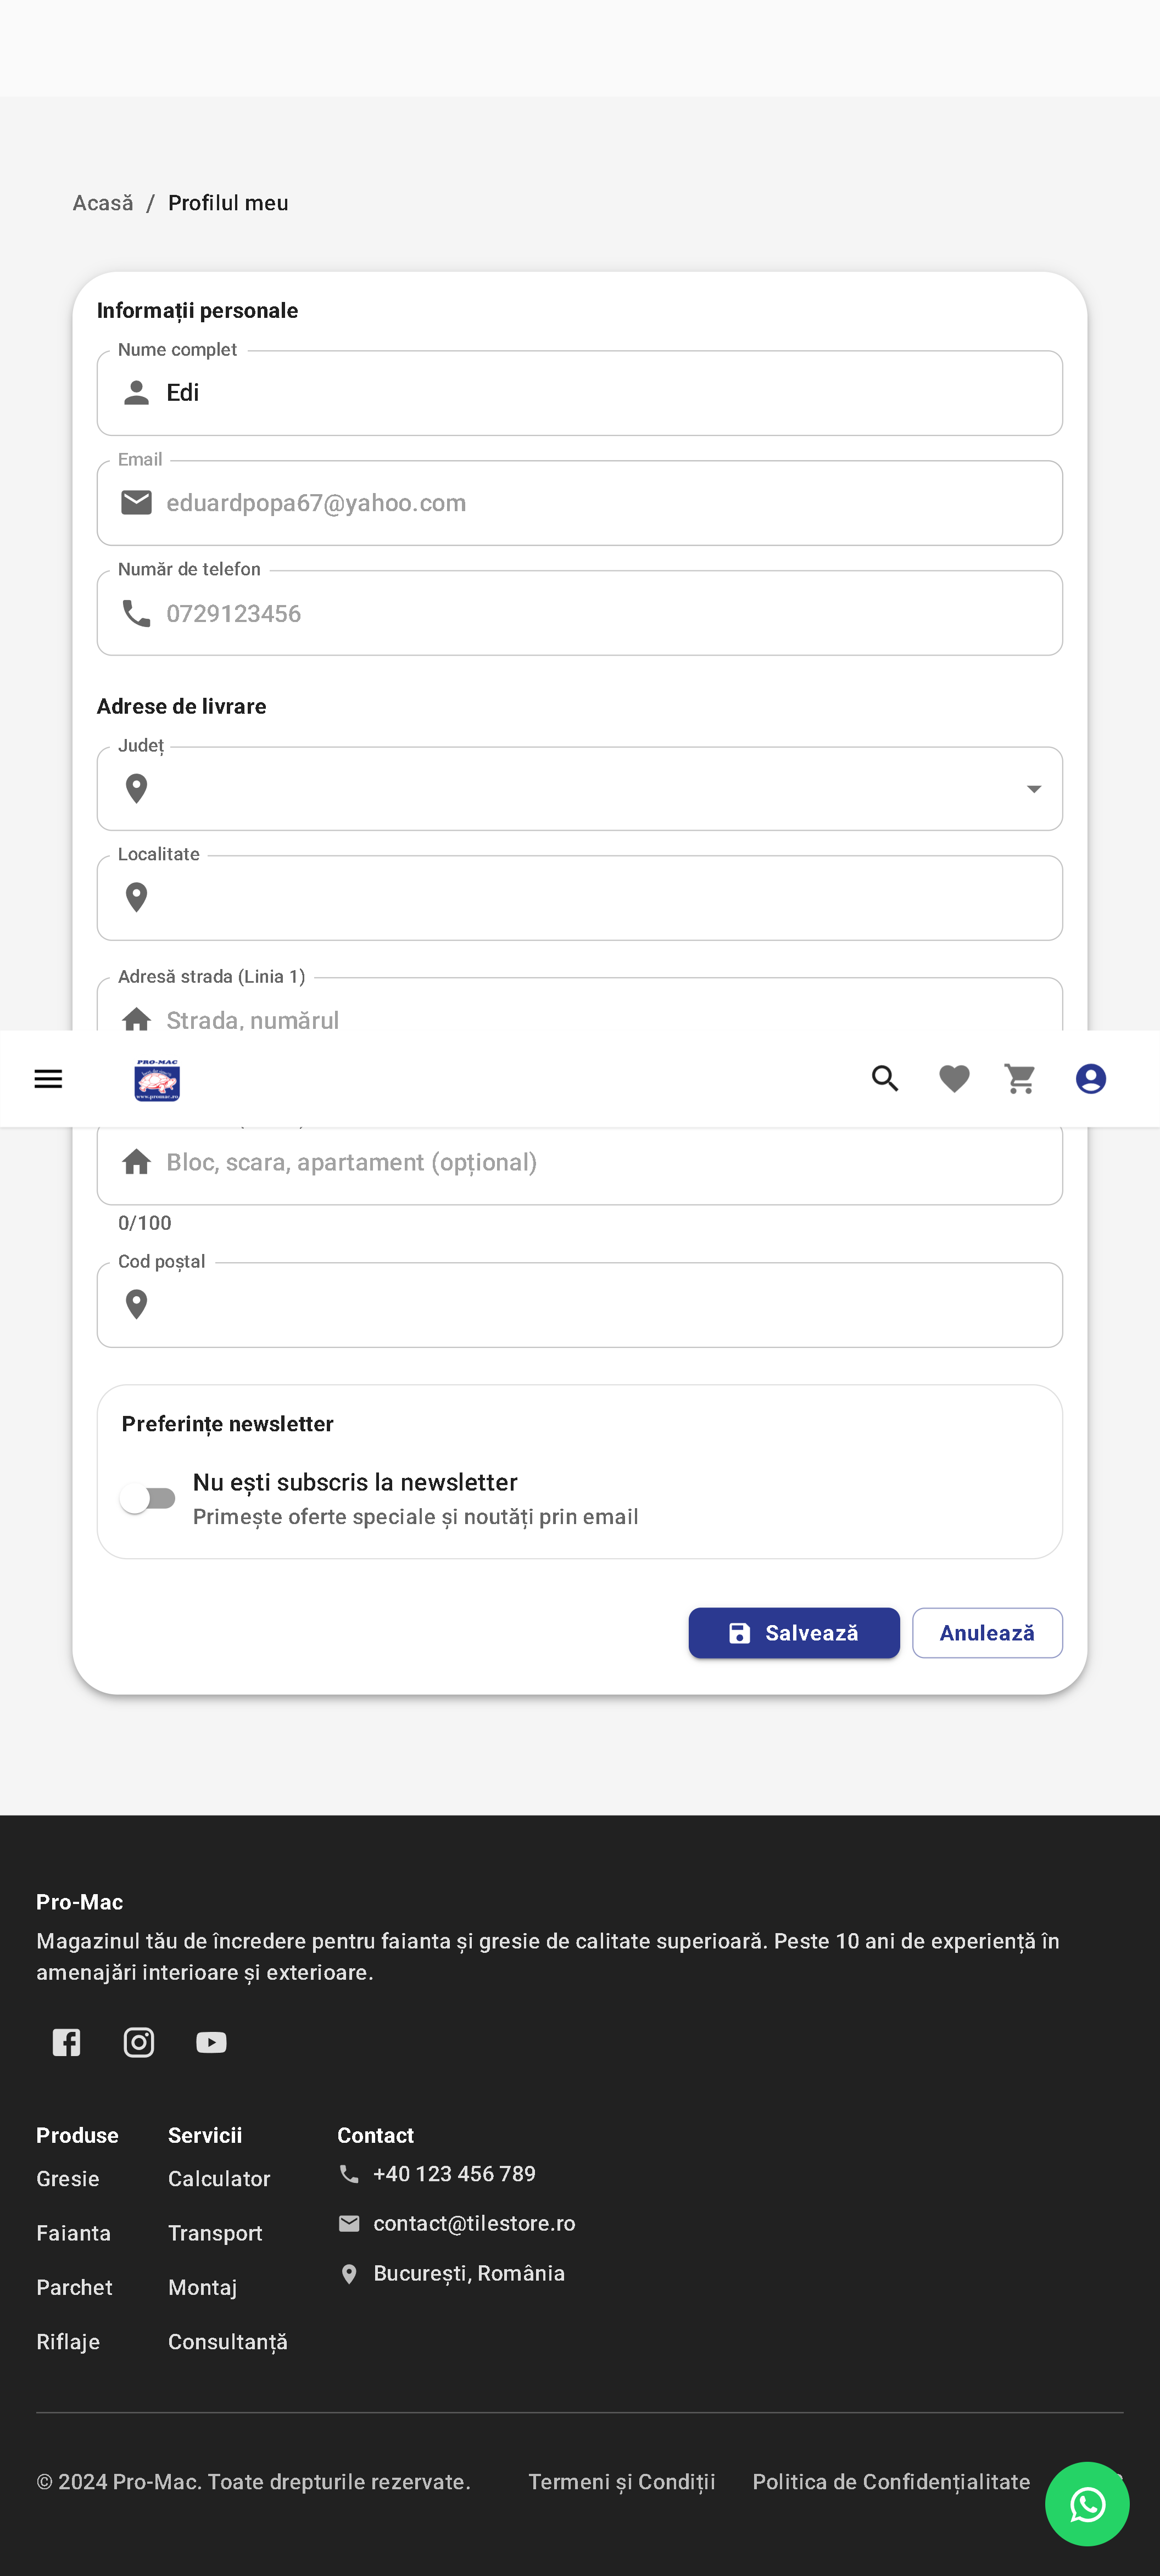 Acasă / Profilul meu
Informații personale
Nume complet
Edi
Email
eduardpopa67@yahoo.com
Număr de telefon
0729123456
Adrese de livrare
Județ
Localitate
Adresă strada (Linia 1)
Strada, numărul
PRO-MAC
www.promac.ro
Bloc, scara, apartament (opțional)
0/100
Cod poștal
Preferințe newsletter
Nu ești subscris la newsletter
Primește oferte speciale și noutăți prin email
Salvează
Anulează
Pro-Mac
Magazinul tău de încredere pentru faianta și gresie de calitate superioară. Peste 10 ani de experiență în
amenajări interioare și exterioare.
Produse
Gresie
Faianta
Parchet
Riflaje
Servicii
Calculator
Transport
Montaj
Consultanță
Contact
+40 123 456 789
contact@tilestore.ro
București, România
© 2024 Pro-Mac. Toate drepturile rezervate.
Termeni și Condiții
Politica de Confidențialitate